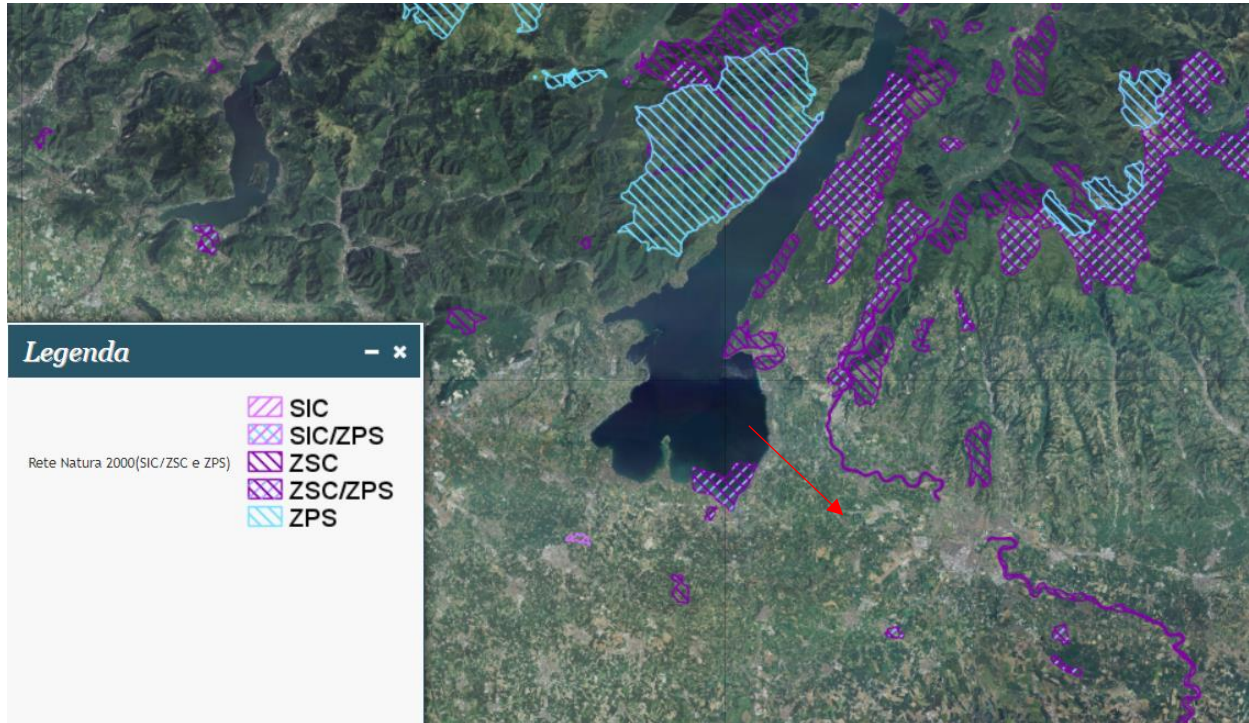 Legenda
SIC
SIC/ZPS
Rete Natura 2000(SIC/ZSC e ZPS)
ZSC
ZSC/ZPS
ZPS